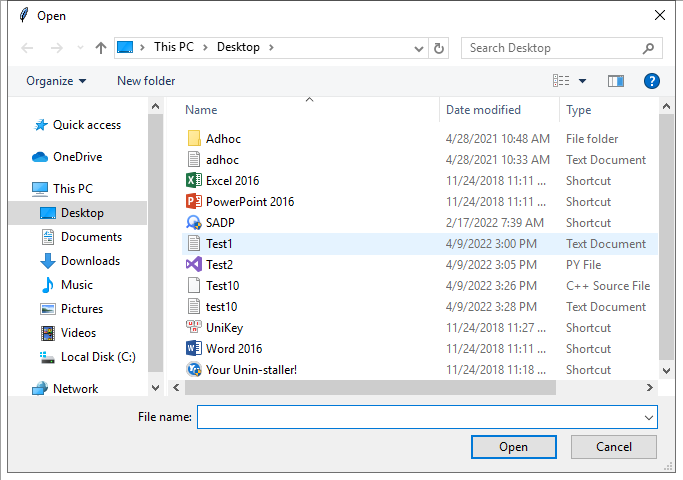 Open
This PC > Desktop >
Search Desktop
Organize
New folder
Quick access
OneDrive
This PC
Desktop
Documents
Downloads
Music
Pictures
Videos
Local Disk (C:)
Network
Name Date modified Type
Adhoc 4/28/2021 10:48 AM File folder
adhoc 4/28/2021 10:33 AM Text Document
Excel 2016 11/24/2018 11:11 ... Shortcut
PowerPoint 2016 11/24/2018 11:11 ... Shortcut
SADP 2/17/2022 7:39 AM Shortcut
Test1 4/9/2022 3:00 PM Text Document
Test2 4/9/2022 3:05 PM PY File
Test10 4/9/2022 3:26 PM C++ Source File
test10 4/9/2022 3:28 PM Text Document
UniKey 11/24/2018 11:27 ... Shortcut
Word 2016 11/24/2018 11:11 ... Shortcut
Your Unin-staller! 11/24/2018 11:18 ... Shortcut
File name:
Open Cancel